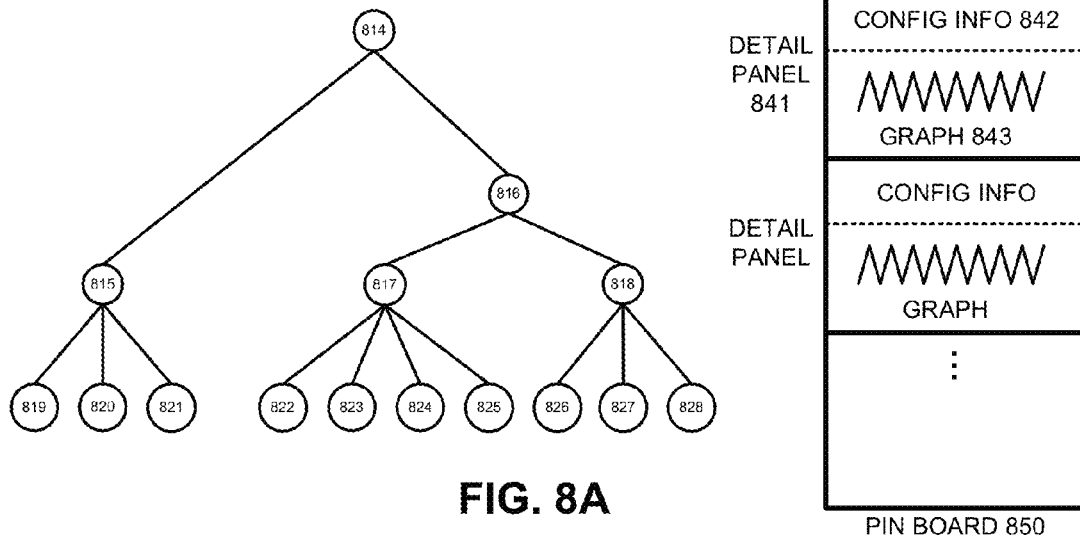 814
816
815
817
818
819
820
821
822
823
824
825
826
827
828
FIG. 8A
DETAIL
PANEL
841
CONFIG INFO 842
GRAPH 843
DETAIL
PANEL
CONFIG INFO
GRAPH
PIN BOARD 850